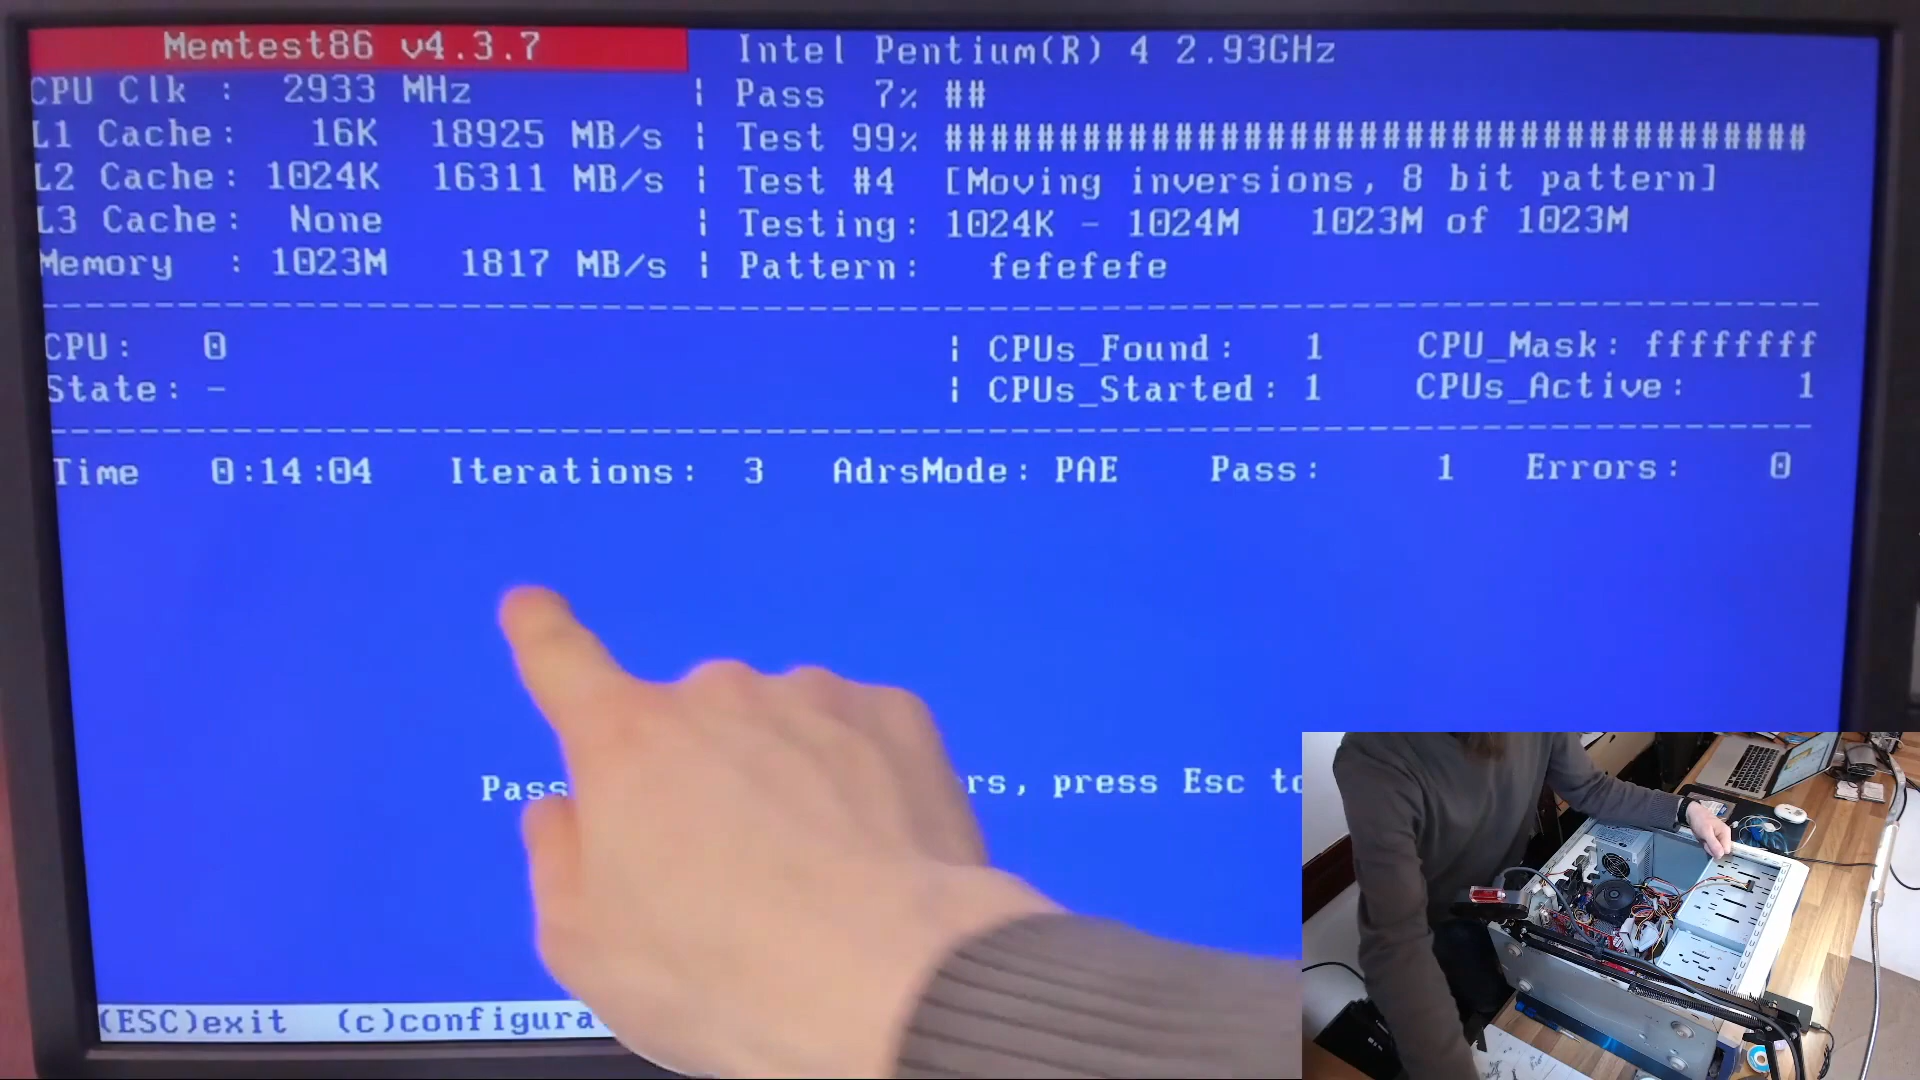 Memtest86 v4.3.7 Intel Pentium(R) 4 2.93GHz
CPU Clk : 2933 MHz | Pass 7% ##
L1 Cache: 16K 18925 MB/s | Test 99% ######################################
L2 Cache: 1024K 16311 MB/s | Test #4 [Moving inversions, 8 bit pattern]
L3 Cache: None | Testing: 1024K - 1024M 1023M of 1023M
Memory : 1023M 1817 MB/s | Pattern: fefefefe
CPU: 0 | CPUs_Found: 1 CPU_Mask: ffffffff
State: - | CPUs_Started: 1 CPUs_Active: 1
Time 0:14:04 Iterations: 3 AdrsMode: PAE Pass: 1 Errors: 0
Pass rs, press Esc to
(ESC)exit (c)configura